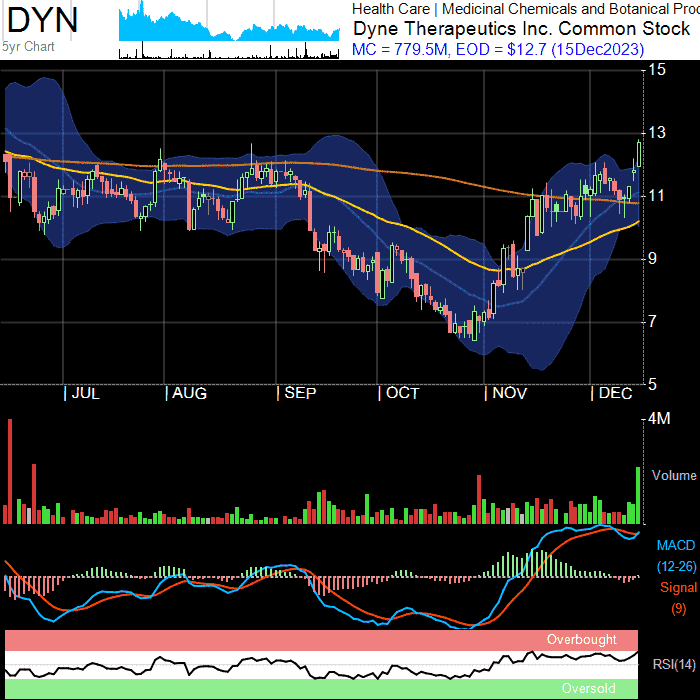 DYN
5yr Chart
Health Care | Medicinal Chemicals and Botanical Proc
Dyne Therapeutics Inc. Common Stock
MC = 779.5M, EOD = $12.7 (15Dec2023)
15
13
11
9
7
5
| JUL | AUG | SEP | OCT | NOV | DEC
4M
Volume
MACD
(12-26)
Signal
(9)
Overbought
RSI(14)
Oversold